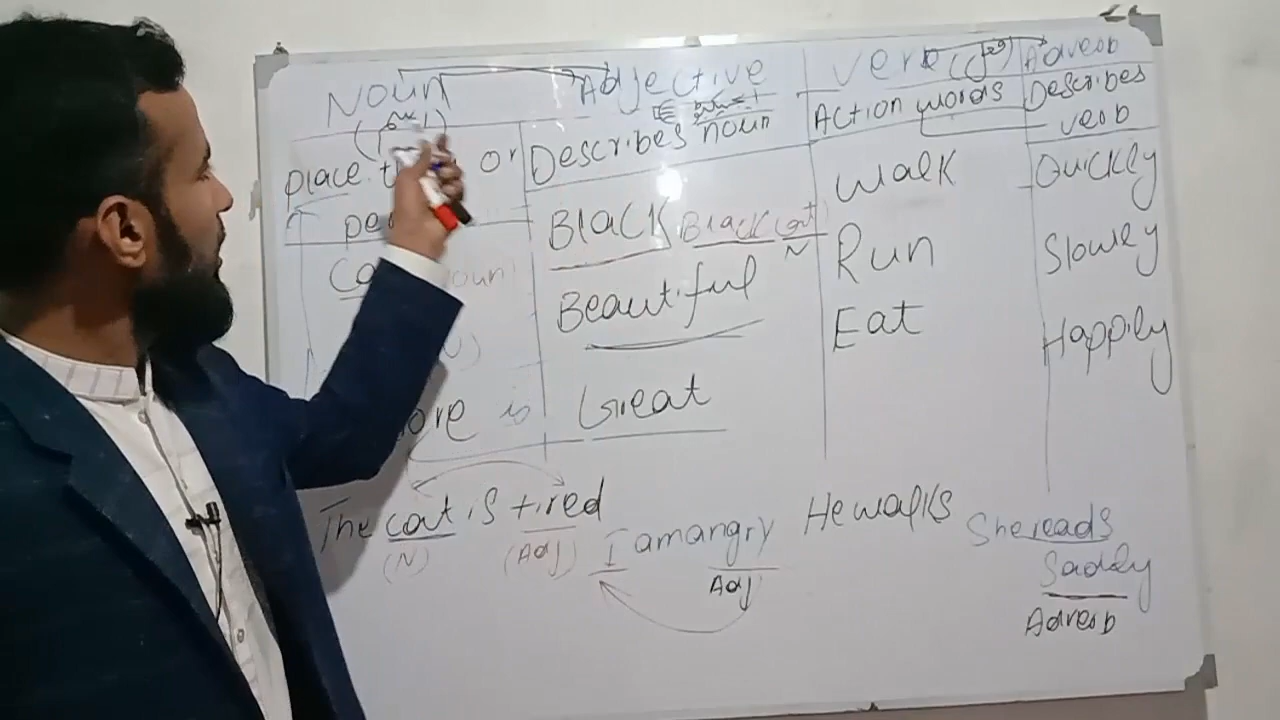 Noun Adjective Verb Adverb
Place or
Describes noun
Action words
Describes
verb
Black Black Cat
N
Walk
Quickly
Run
Slowly
Beautiful
Eat
Happily
Great
is
The cat is tired
(N) (Adj)
I am angry
Adj
He walks
She reads
Sadly
Adverb